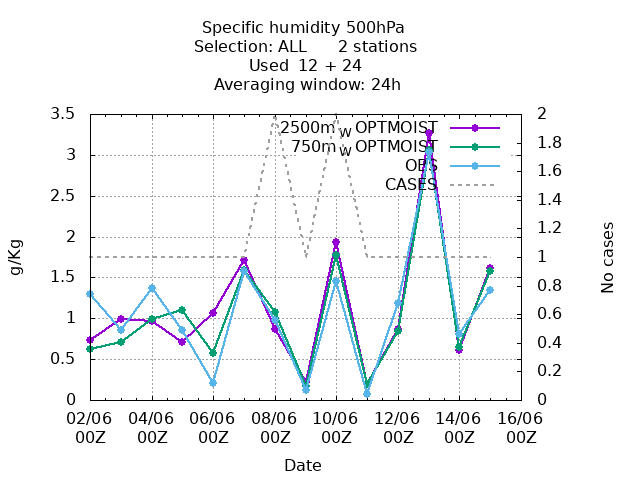 Specific humidity 500hPa
Selection: ALL 2 stations
Used 12 + 24
Averaging window: 24h
3.5
3
2.5
2
1.5
1
0.5
0
2
1.8
1.6
1.4
1.2
1
0.8
0.6
0.4
0.2
0
2500m w OPTMOIST
750m w OPTMOIST
OBS
CASES
g/Kg
No cases
02/06 04/06 06/06 08/06 10/06 12/06 14/06 16/06
00Z 00Z 00Z 00Z 00Z 00Z 00Z 00Z
Date